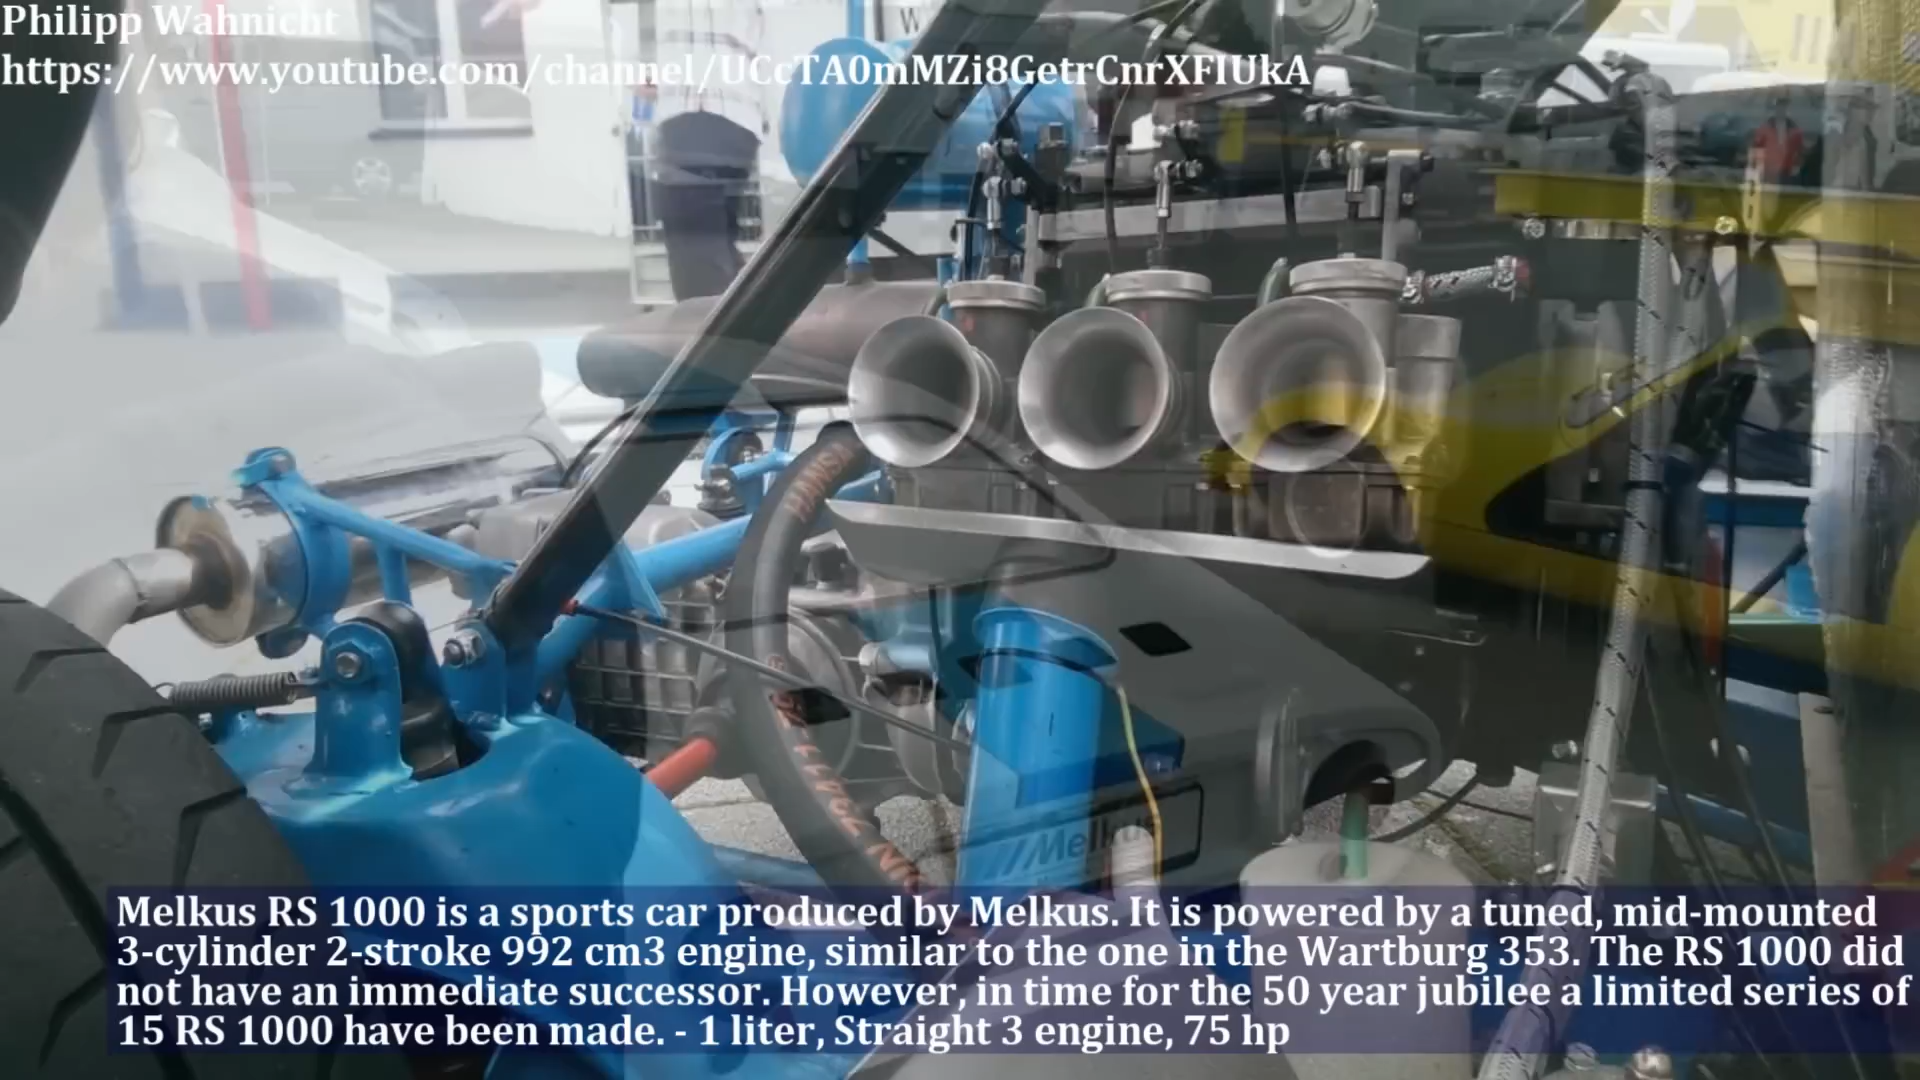 Philipp Wahnicht
https://www.youtube.com/channel/UCcTA0mMZi8GetrCnrXFIUkA
Melkus
Melkus RS 1000 is a sports car produced by Melkus. It is powered by a tuned, mid-mounted
3-cylinder 2-stroke 992 cm3 engine, similar to the one in the Wartburg 353. The RS 1000 did
not have an immediate successor. However, in time for the 50 year jubilee a limited series of
15 RS 1000 have been made. - 1 liter, Straight 3 engine, 75 hp